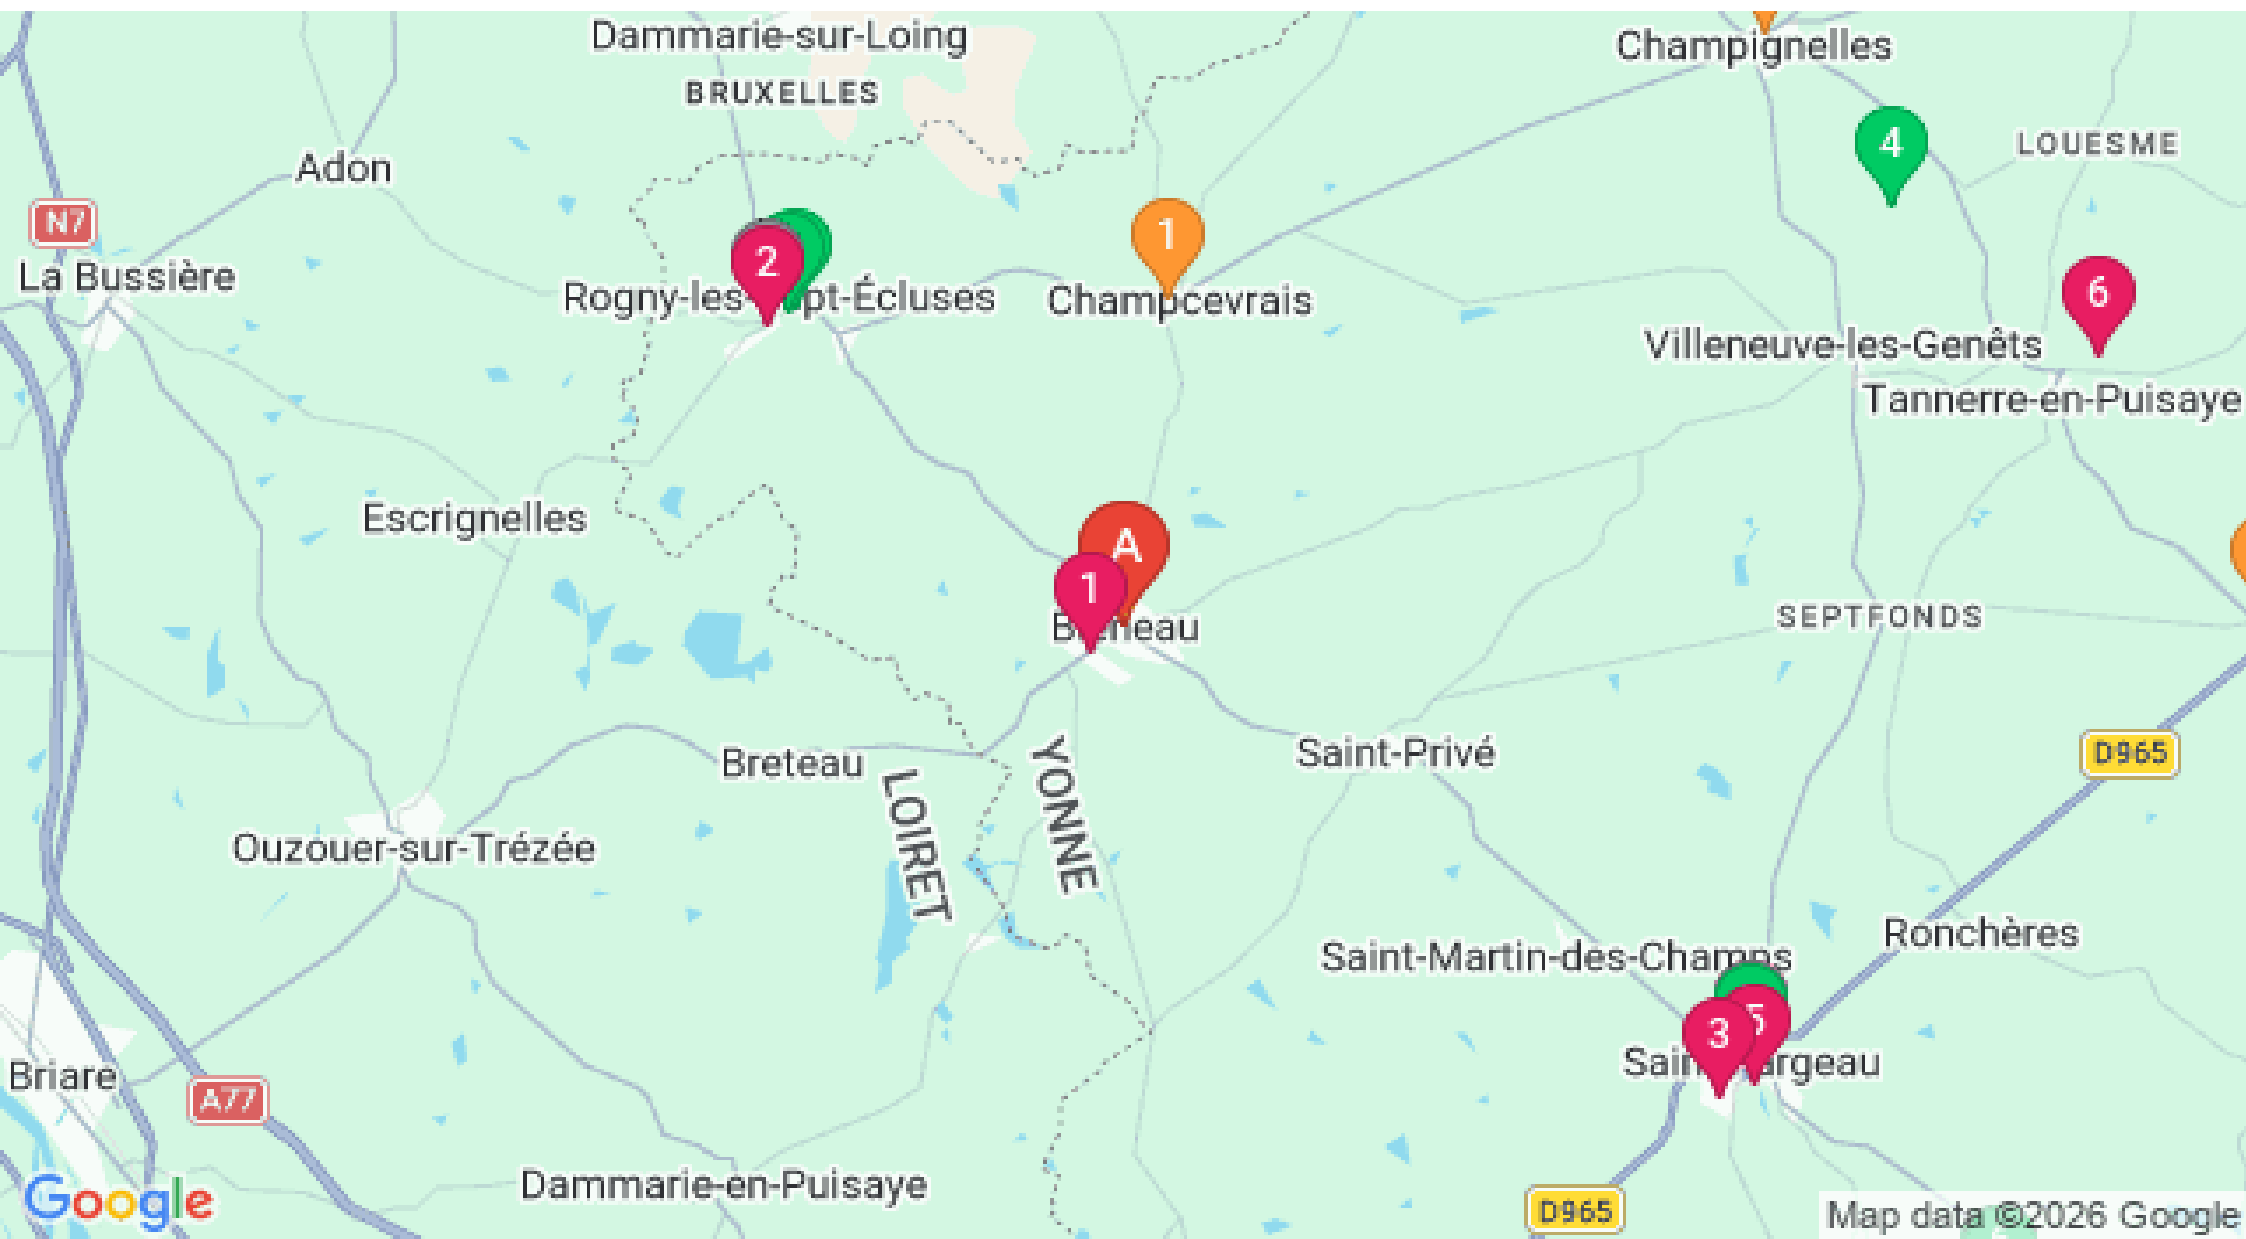 Dammarie-sur-Loing
Champignelles
BRUXELLES
4
LOUESME
Adon
N7
1
2
La Bussière
6
Champcevrais
Villeneuve-les-Genêts
Tannerre-en-Puisaye
Escrignelles
A
1
SEPTFONDS
Saint-Privé
D965
Breteau
YONNE
LOIRET
Ouzouer-sur-Trézée
Ronchères
Saint-Martin-des-Champs
5
3
Briare
A77
Dammarie-en-Puisaye
Google
D965
Map data ©2026 Google